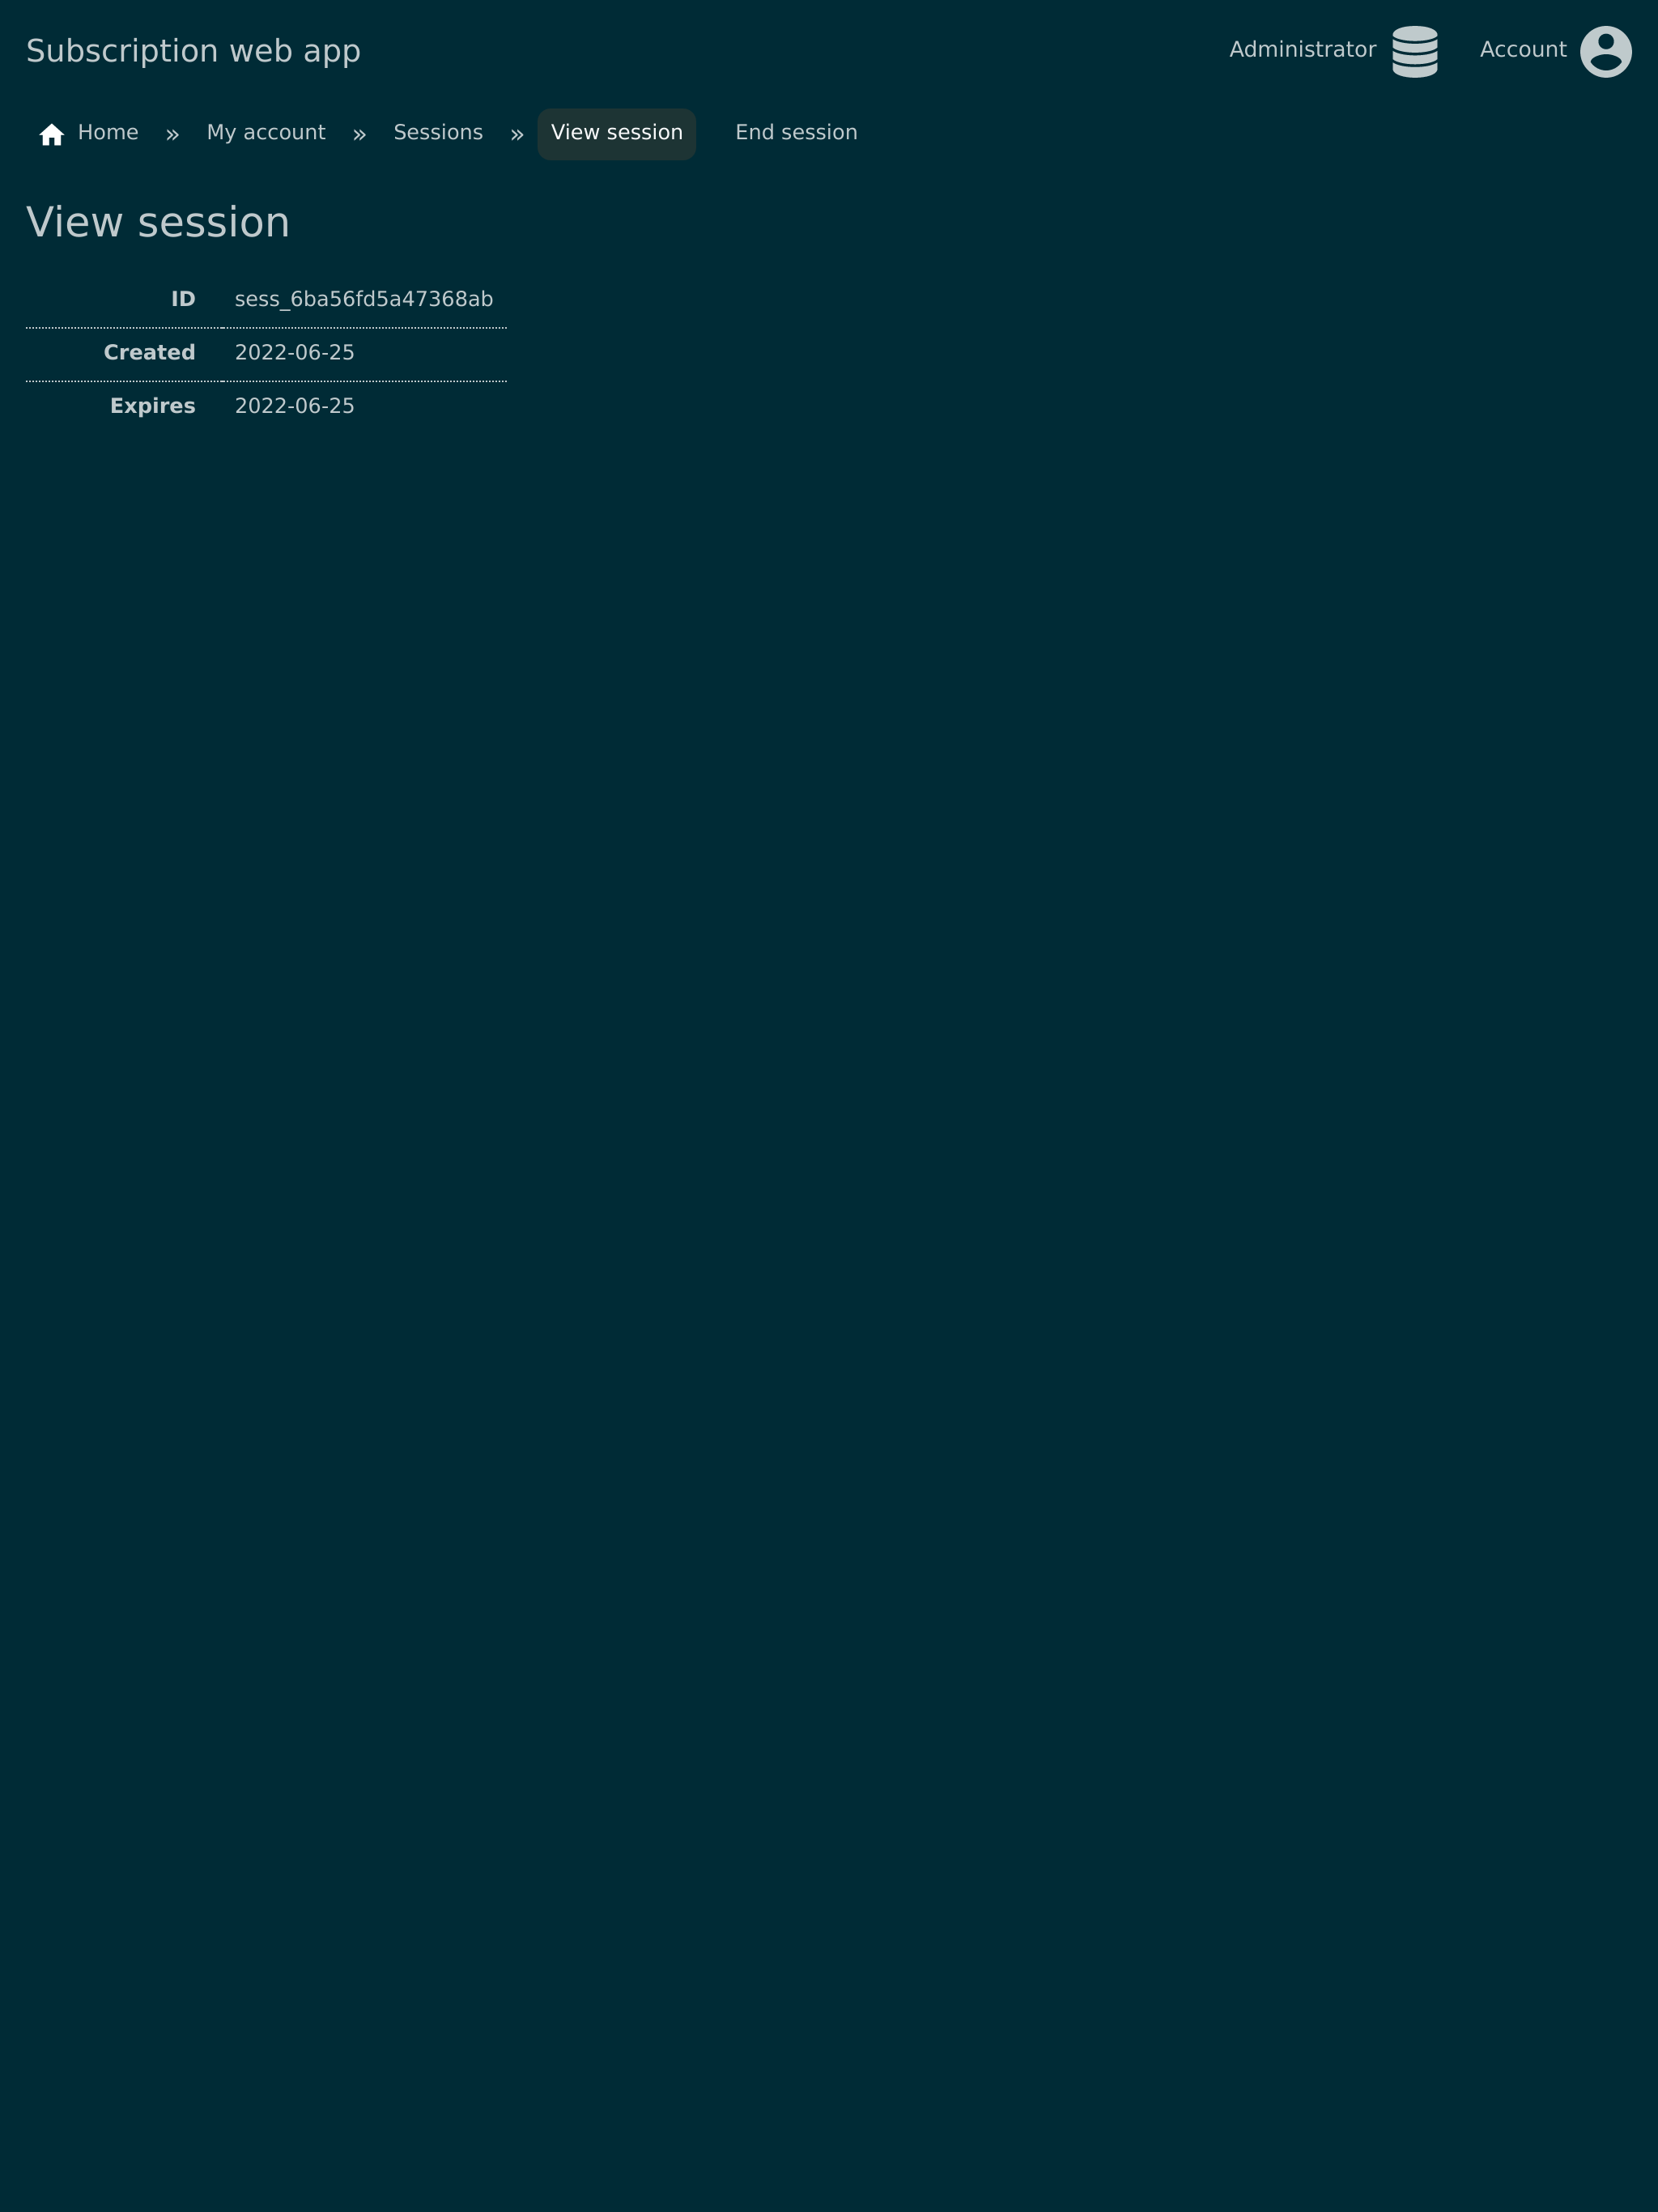 Subscription web app
Administrator
Account
Home » My account » Sessions » View session End session
View session
ID sess_6ba56fd5a47368ab
Created 2022-06-25
Expires 2022-06-25